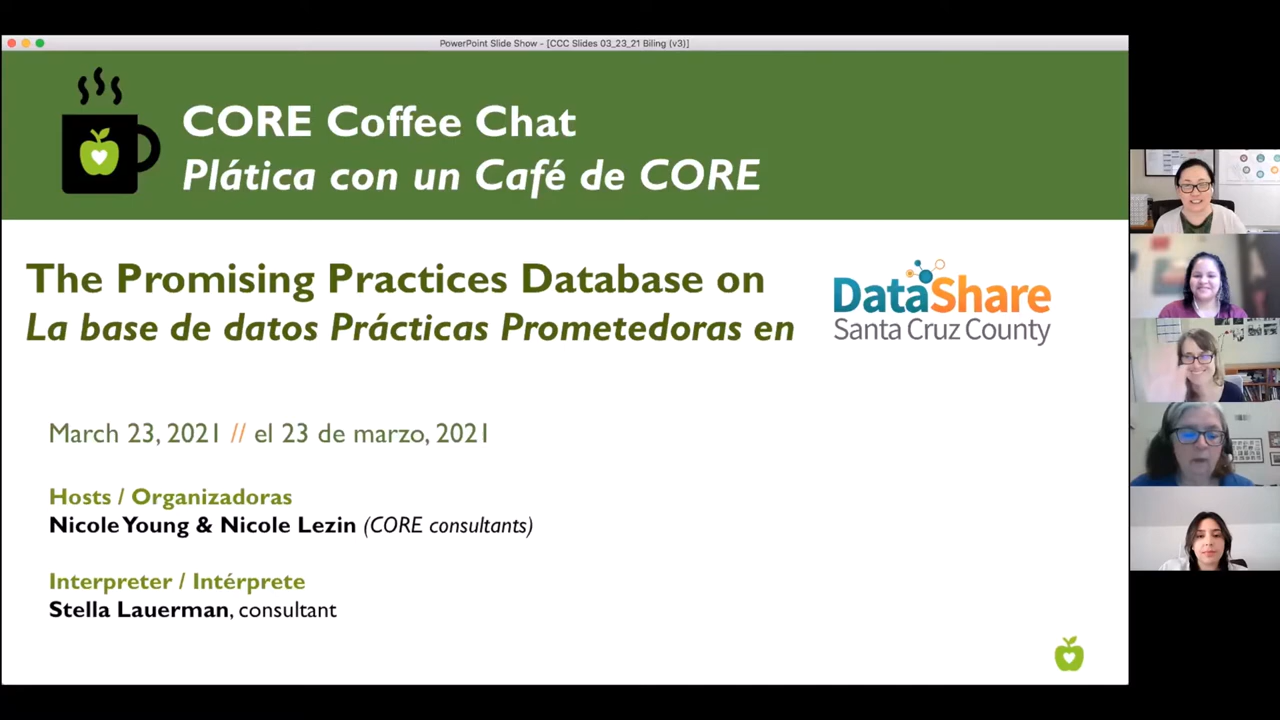 PowerPoint Slide Show - [CCC Slides 03_23_21 Biling (v3)]
CORE Coffee Chat
Plática con un Café de CORE
The Promising Practices Database on
La base de datos Prácticas Prometedoras en
DataShare
Santa Cruz County
March 23, 2021 // el 23 de marzo, 2021
Hosts / Organizadoras
Nicole Young & Nicole Lezin (CORE consultants)
Interpreter / Intérprete
Stella Lauerman, consultant